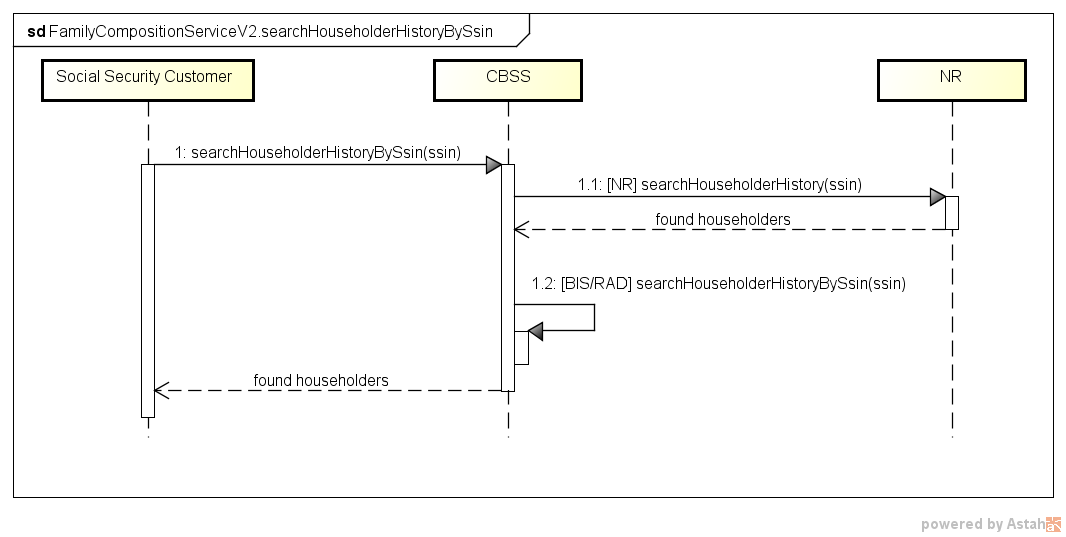 sd FamilyCompositionServiceV2.searchHouseholderHistoryBySsin
Social Security Customer
CBSS
NR
1: searchHouseholderHistoryBySsin(ssin)
1.1: [NR] searchHouseholderHistory(ssin)
found householders
1.2: [BIS/RAD] searchHouseholderHistoryBySsin(ssin)
found householders
powered by Astah